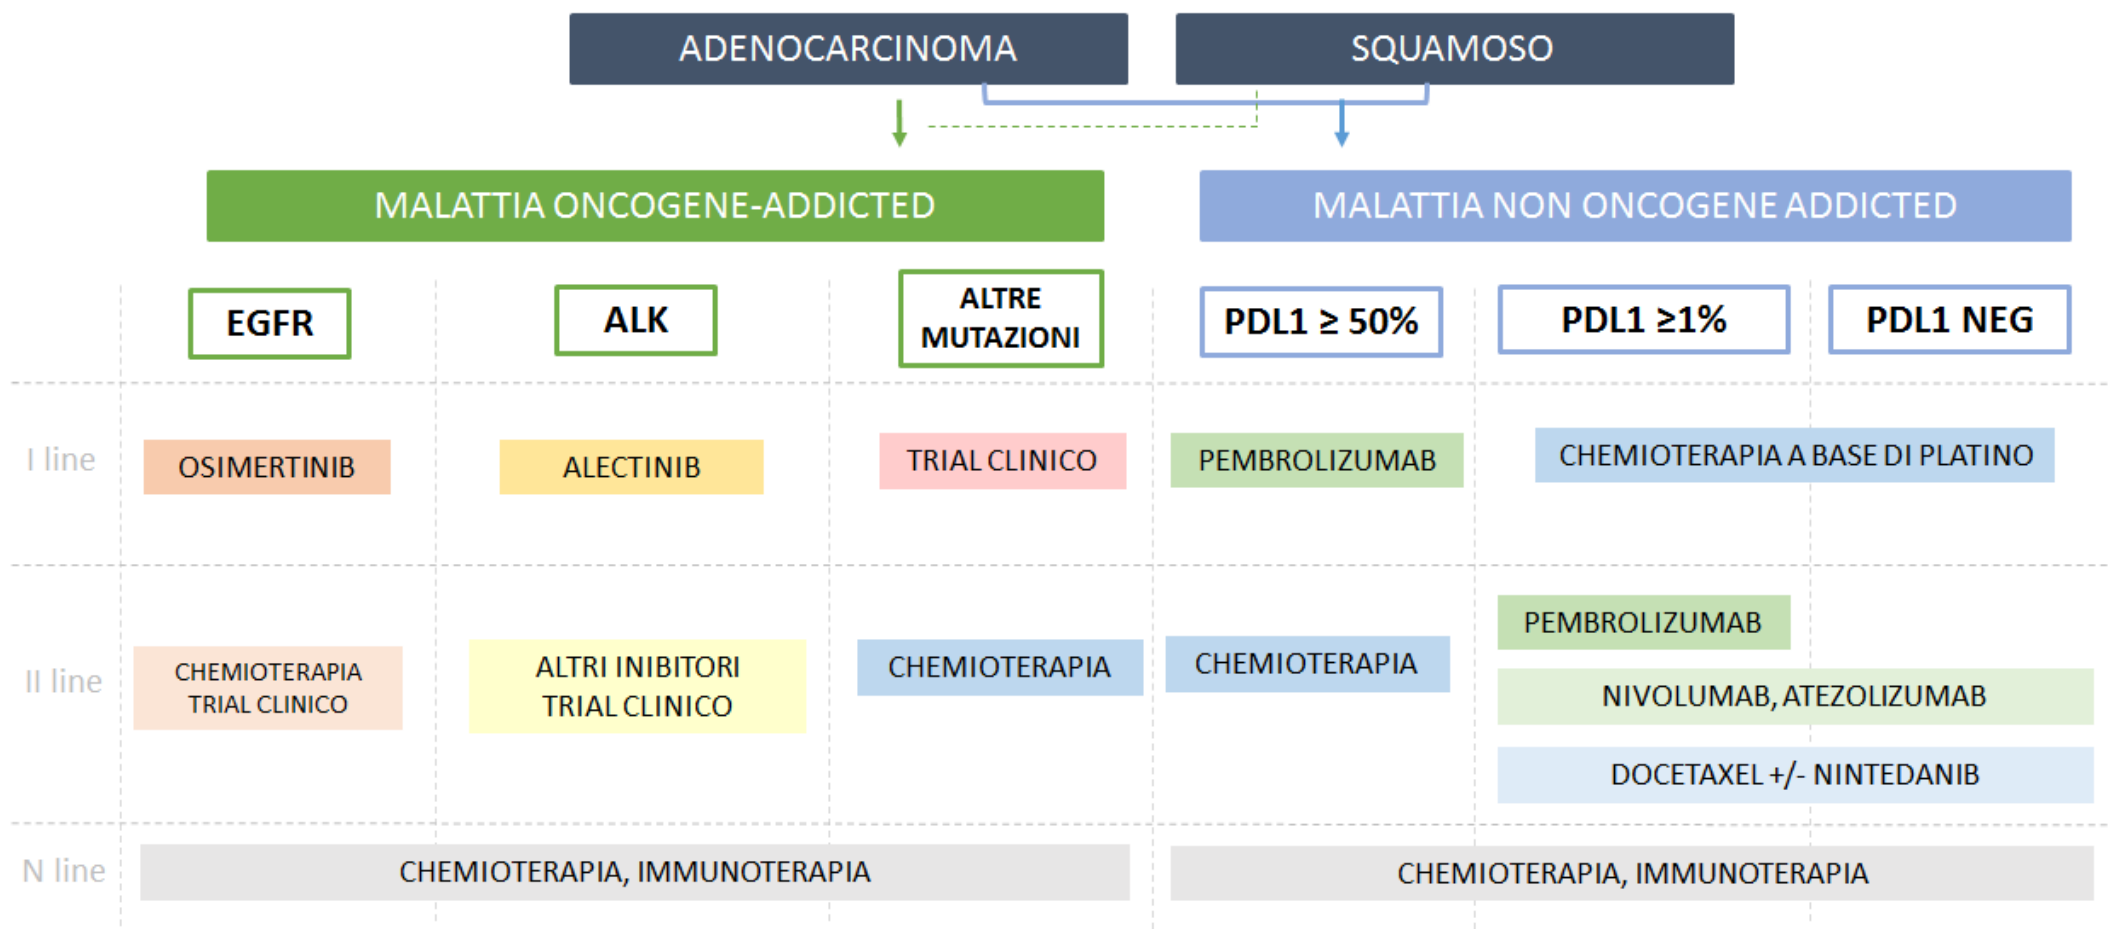 ADENOCARCINOMA
SQUAMOSO
MALATTIA ONCOGENE-ADDICTED
MALATTIA NON ONCOGENE ADDICTED
EGFR
ALK
ALTRE
MUTAZIONI
PDL1 ≥ 50%
PDL1 ≥1%
PDL1 NEG
I line
OSIMERTINIB
ALECTINIB
TRIAL CLINICO
PEMBROLIZUMAB
CHEMIOTERAPIA A BASE DI PLATINO
II line
CHEMIOTERAPIA
TRIAL CLINICO
ALTRI INIBITORI
TRIAL CLINICO
CHEMIOTERAPIA
CHEMIOTERAPIA
PEMBROLIZUMAB
NIVOLUMAB, ATEZOLIZUMAB
DOCETAXEL +/- NINTEDANIB
N line
CHEMIOTERAPIA, IMMUNOTERAPIA
CHEMIOTERAPIA, IMMUNOTERAPIA